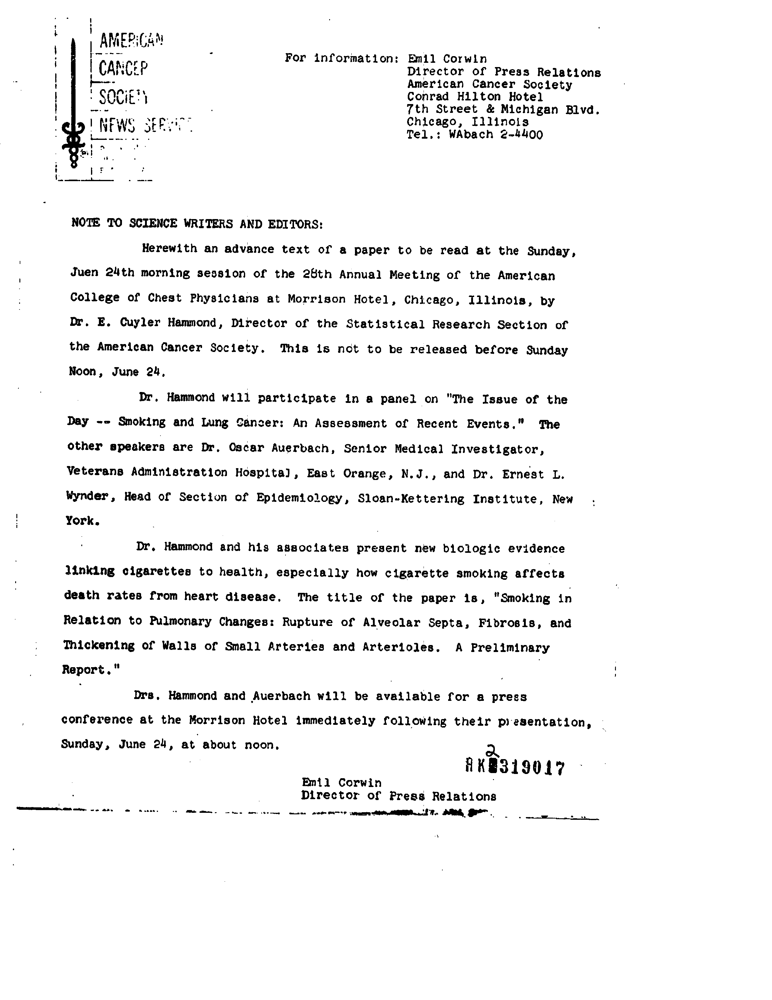 AMERICAN
CANCER
SOCIETY
NEWS SERVICE
For information: Emil Corwin
Director of Press Relations
American Cancer Society
Conrad Hilton Hotel
7th Street & Michigan Blvd.
Chicago, Illinois
Tel.: WAbach 2-4400
NOTE TO SCIENCE WRITERS AND EDITORS:
Herewith an advance text of a paper to be read at the Sunday,
Juen 24th morning session of the 28th Annual Meeting of the American
College of Chest Physicians at Morrison Hotel, Chicago, Illinois, by
Dr. E. Cuyler Hammond, Director of the Statistical Research Section of
the American Cancer Society. This is not to be released before Sunday
Noon, June 24.
Dr. Hammond will participate in a panel on "The Issue of the
Day -- Smoking and Lung Cancer: An Assessment of Recent Events." The
other speakers are Dr. Oscar Auerbach, Senior Medical Investigator,
Veterans Administration Hospital, East Orange, N.J., and Dr. Ernest L.
Wynder, Head of Section of Epidemiology, Sloan-Kettering Institute, New
York.
Dr. Hammond and his associates present new biologic evidence
linking cigarettes to health, especially how cigarette smoking affects
death rates from heart disease. The title of the paper is, "Smoking in
Relation to Pulmonary Changes: Rupture of Alveolar Septa, Fibrosis, and
Thickening of Walls of Small Arteries and Arterioles. A Preliminary
Report."
Drs. Hammond and Auerbach will be available for a press
conference at the Morrison Hotel immediately following their presentation,
Sunday, June 24, at about noon.
2
319017
Emil Corwin
Director of Press Relations